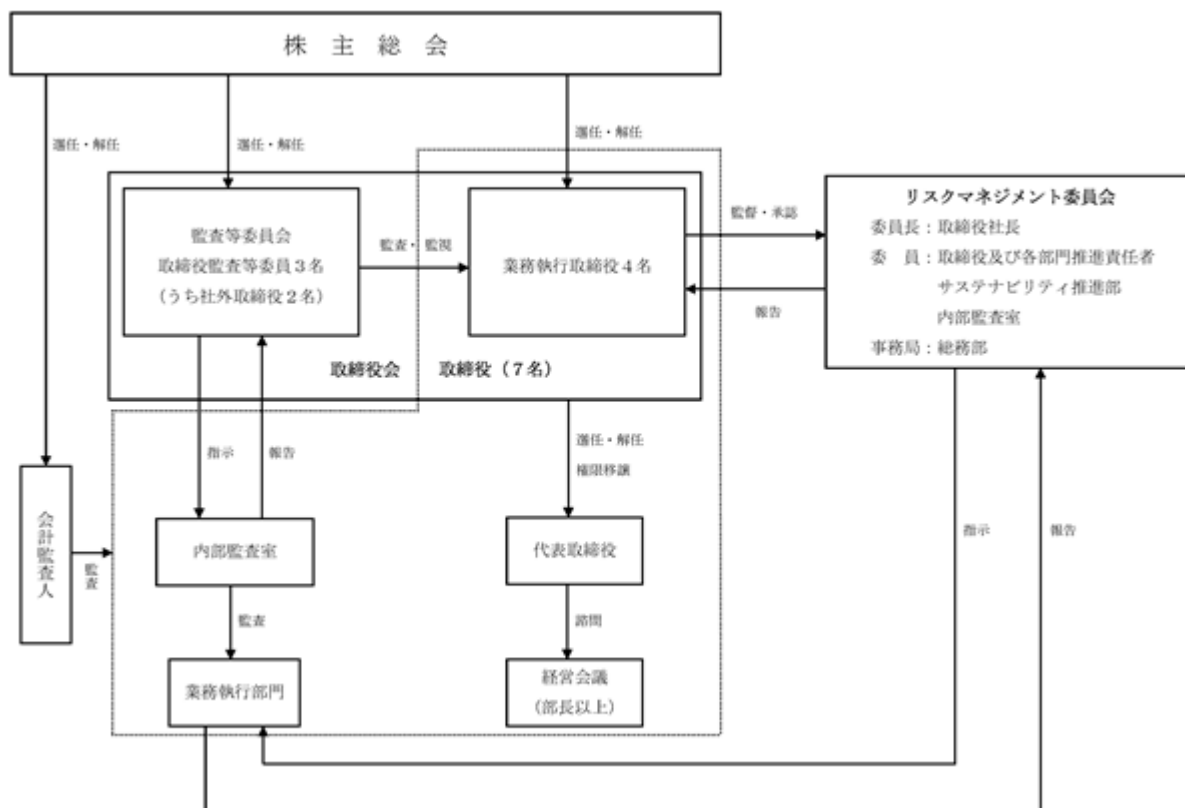 株主総会
選任・解任
選任・解任
選任・解任
監査等委員会
取締役監査等委員3名
(うち社外取締役2名)
監査・監視
業務執行取締役4名
取締役会
取締役(7名)
監督・承認
報告
リスクマネジメント委員会
委員長:取締役社長
委　員:取締役及び各部門推進責任者
サステナビリティ推進部
内部監査室
事務局:総務部
指示
報告
選任・解任
権限移譲
会計監査人
監査
内部監査室
代表取締役
指示
報告
監査
諮問
業務執行部門
経営会議
(部長以上)